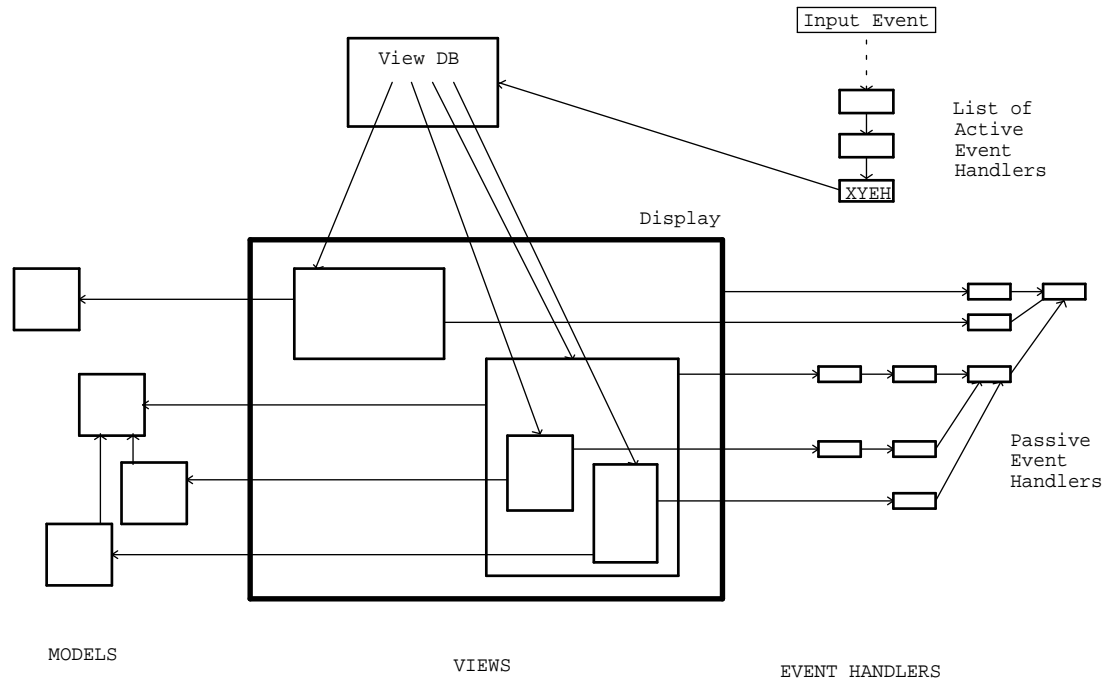 Input Event
View DB
List of
Active
Event
Handlers
XYEH
Display
Passive
Event
Handlers
MODELS
VIEWS
EVENT HANDLERS